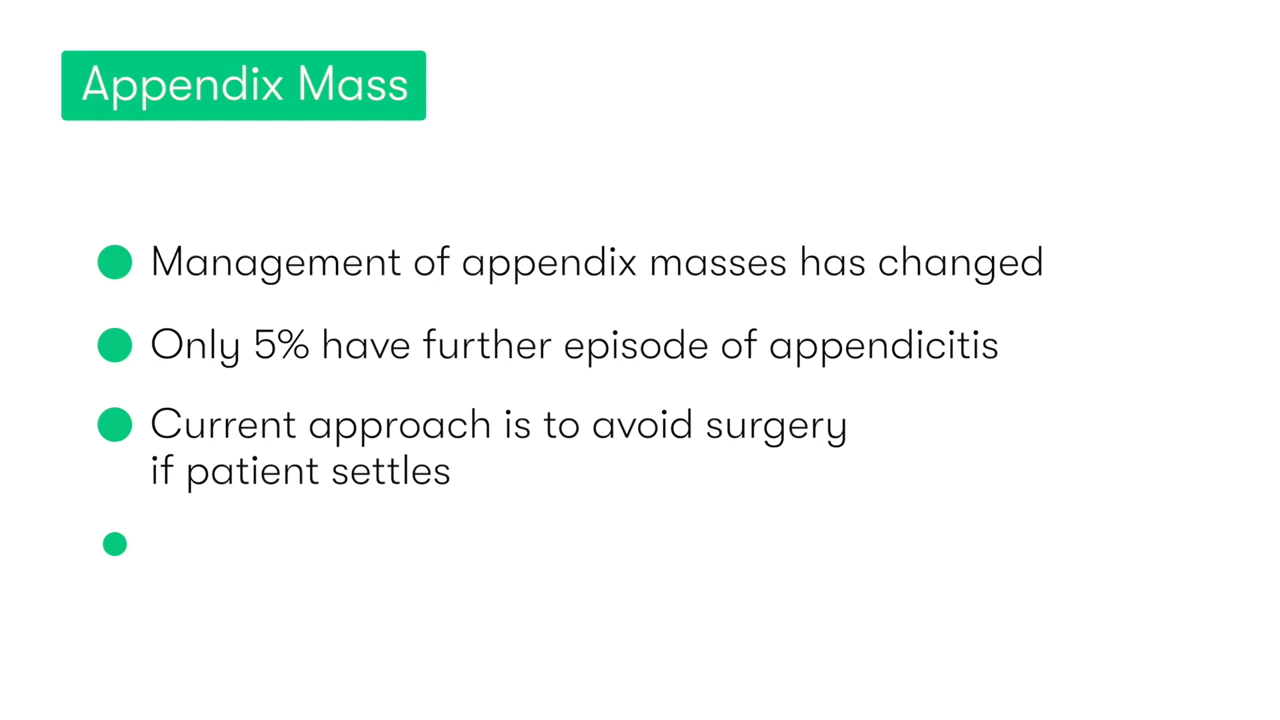 Appendix Mass
Management of appendix masses has changed
Only 5% have further episode of appendicitis
Current approach is to avoid surgery
if patient settles